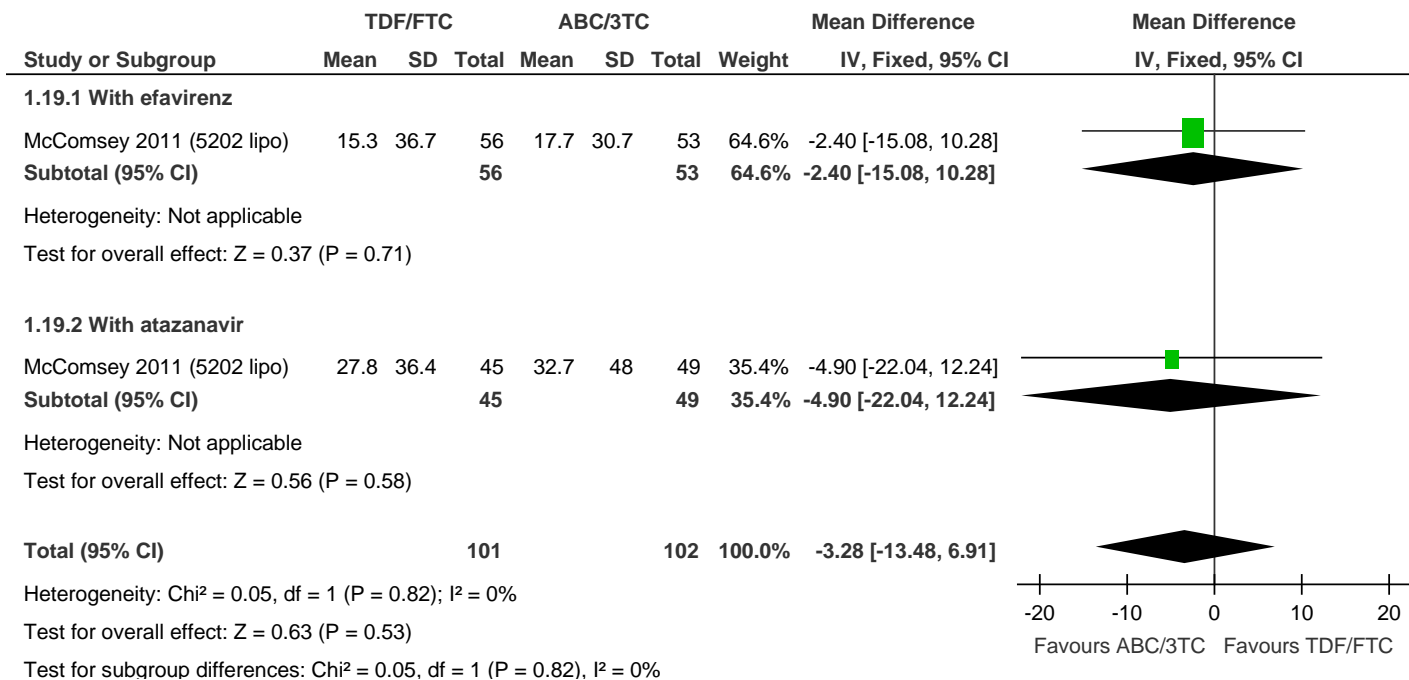 TDF/FTC ABC/3TC Mean Difference Mean Difference
Study or Subgroup Mean SD Total Mean SD Total Weight IV, Fixed, 95% CI IV, Fixed, 95% CI
1.19.1 With efavirenz
McComsey 2011 (5202 lipo) 15.3 36.7 56 17.7 30.7 53 64.6% -2.40 [-15.08, 10.28]
Subtotal (95% CI) 56 53 64.6% -2.40 [-15.08, 10.28]
Heterogeneity: Not applicable
Test for overall effect: Z = 0.37 (P = 0.71)
1.19.2 With atazanavir
McComsey 2011 (5202 lipo) 27.8 36.4 45 32.7 48 49 35.4% -4.90 [-22.04, 12.24]
Subtotal (95% CI) 45 49 35.4% -4.90 [-22.04, 12.24]
Heterogeneity: Not applicable
Test for overall effect: Z = 0.56 (P = 0.58)
Total (95% CI) 101 102 100.0% -3.28 [-13.48, 6.91]
Heterogeneity: Chi² = 0.05, df = 1 (P = 0.82); I² = 0%
Test for overall effect: Z = 0.63 (P = 0.53)
Test for subgroup differences: Chi² = 0.05, df = 1 (P = 0.82), I² = 0%
-20 -10 0 10 20
Favours ABC/3TC Favours TDF/FTC